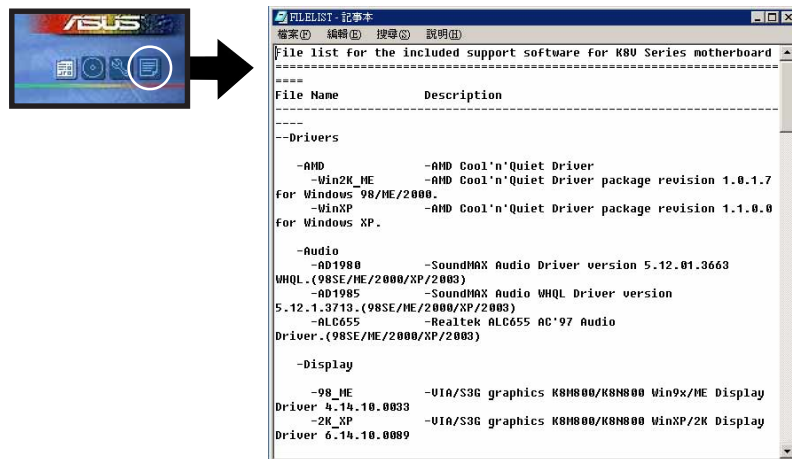 ASUS
FILELIST - 記事本
檔案(F) 編輯(E) 搜尋(S) 說明(H)
File list for the included support software for K8V Series motherboard
======================================================================
====
File Name Description
----------------------------------------------------------------------
----
--Drivers
-AMD -AMD Cool'n'Quiet Driver
-Win2K_ME -AMD Cool'n'Quiet Driver package revision 1.0.1.7
for Windows 98/ME/2000.
-WinXP -AMD Cool'n'Quiet Driver package revision 1.1.0.0
for Windows XP.
-Audio
-AD1980 -SoundMAX Audio Driver version 5.12.01.3663
WHQL.(98SE/ME/2000/XP/2003)
-AD1985 -SoundMAX Audio WHQL Driver version
5.12.1.3713.(98SE/ME/2000/XP/2003)
-ALC655 -Realtek ALC655 AC'97 Audio
Driver.(98SE/ME/2000/XP/2003)
-Display
-98_ME -VIA/S3G graphics K8M800/K8N800 Win9x/ME Display
Driver 4.14.10.0033
-2K_XP -VIA/S3G graphics K8M800/K8N800 WinXP/2K Display
Driver 6.14.10.0089